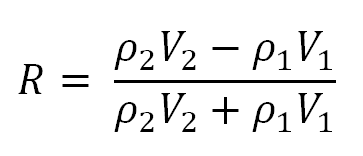 R = (ρ₂V₂ − ρ₁V₁) / (ρ₂V₂ + ρ₁V₁)